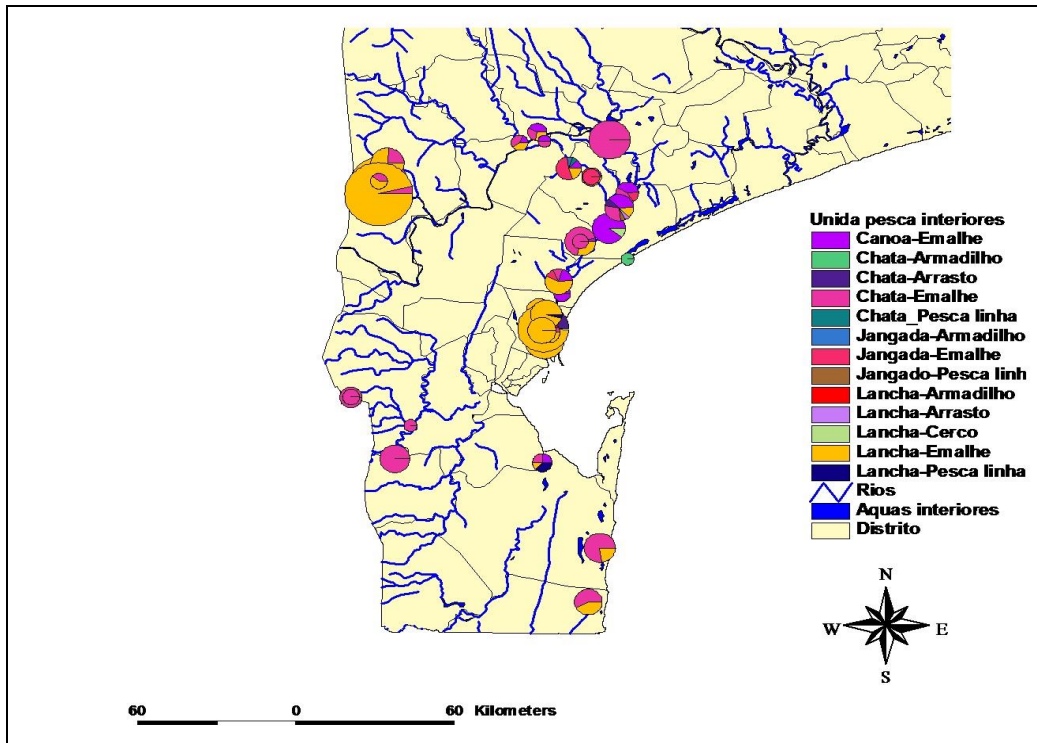 Unida pesca interiores
Canoa-Emalhe
Chata-Armadilho
Chata-Arrasto
Chata-Emalhe
Chata_Pesca linha
Jangada-Armadilho
Jangada-Emalhe
Jangado-Pesca linh
Lancha-Armadilho
Lancha-Arrasto
Lancha-Cerco
Lancha-Emalhe
Lancha-Pesca linha
Rios
Aquas interiores
Distrito
N
W E
S
60 0 60 Kilometers